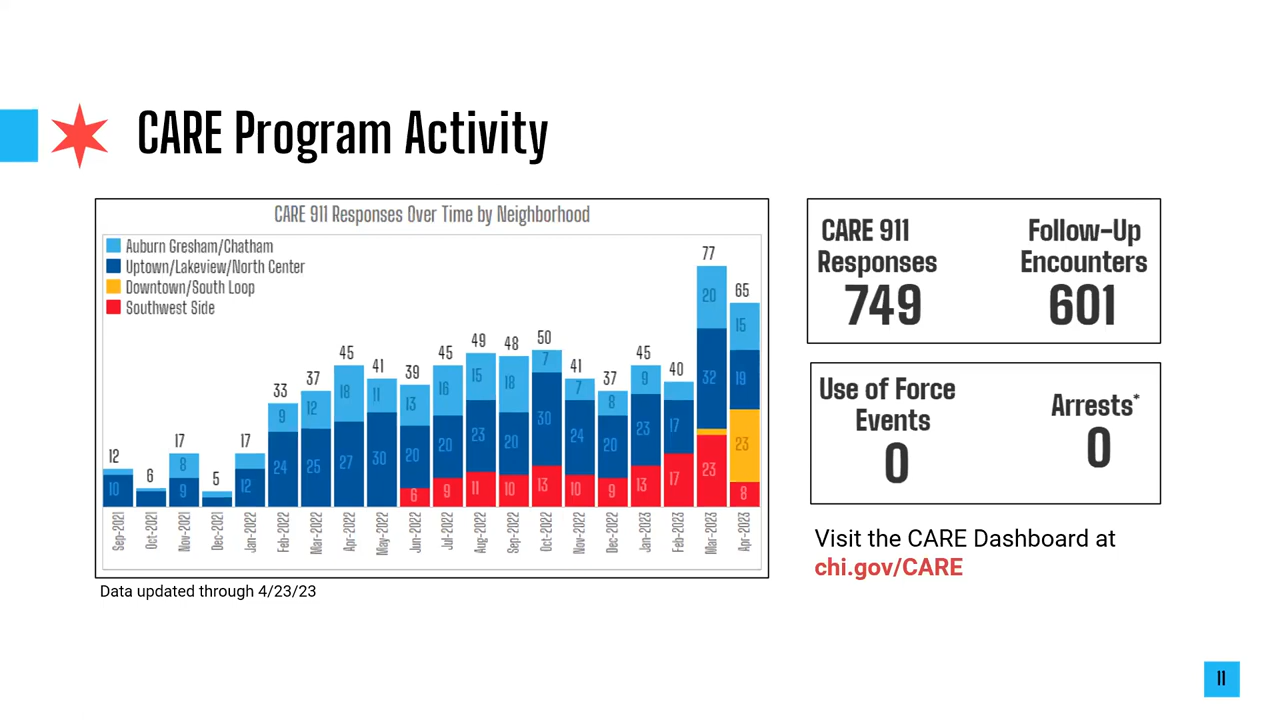 CARE Program Activity
CARE 911 Responses Over Time by Neighborhood
Auburn Gresham/Chatham
Uptown/Lakeview/North Center
Downtown/South Loop
Southwest Side
12 6 17 5 17 33 37 45 41 39 45 49 48 50 41 37 45 40 77 65
8 9 12 18 11 13 16 15 18 7 7 8 9 20 15
10 9 12 24 25 27 30 20 20 23 20 30 24 20 23 17 32 19
23
6 9 11 10 13 10 9 13 17 23 8
Sep-2021 Oct-2021 Nov-2021 Dec-2021 Jan-2022 Feb-2022 Mar-2022 Apr-2022 May-2022 Jun-2022 Jul-2022 Aug-2022 Sep-2022 Oct-2022 Nov-2022 Dec-2022 Jan-2023 Feb-2023 Mar-2023 Apr-2023
Data updated through 4/23/23
CARE 911
Responses
749
Follow-Up
Encounters
601
Use of Force
Events
0
Arrests*
0
Visit the CARE Dashboard at
chi.gov/CARE
11